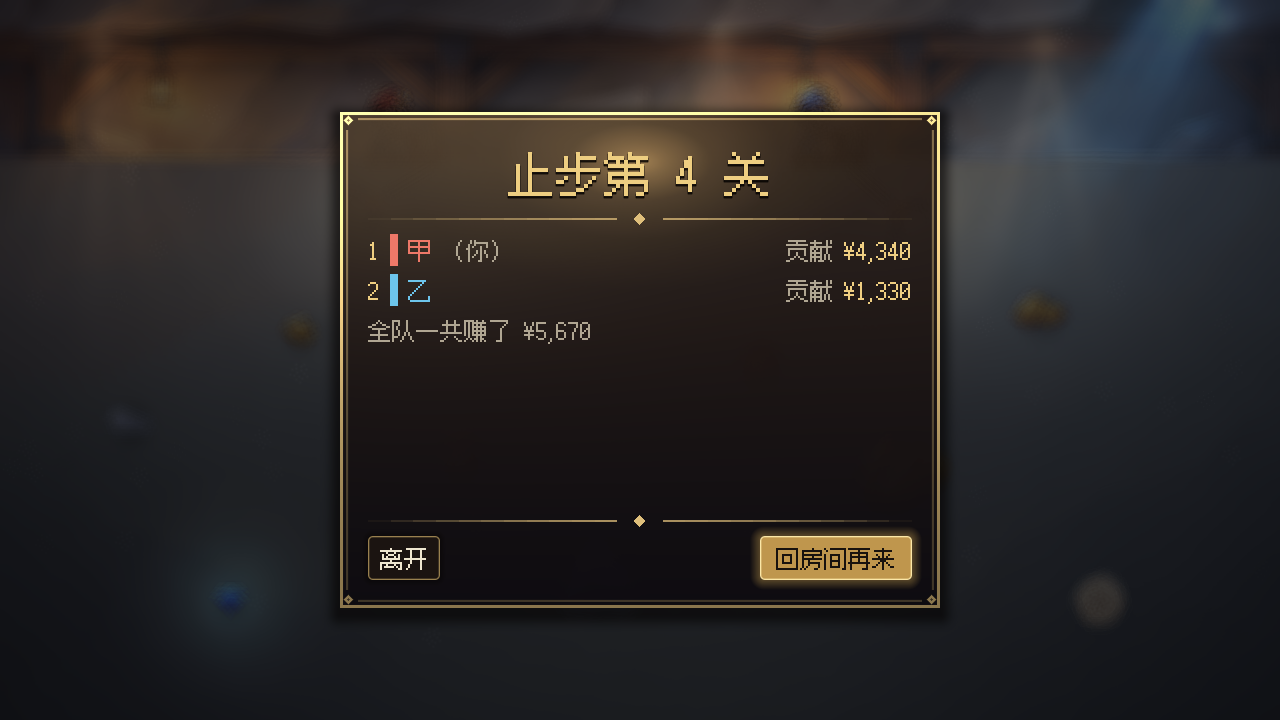 止步第 4 关
1 甲 （你） 贡献 ¥4,340
2 乙 贡献 ¥1,330
全队一共赚了 ¥5,670
离开 回房间再来